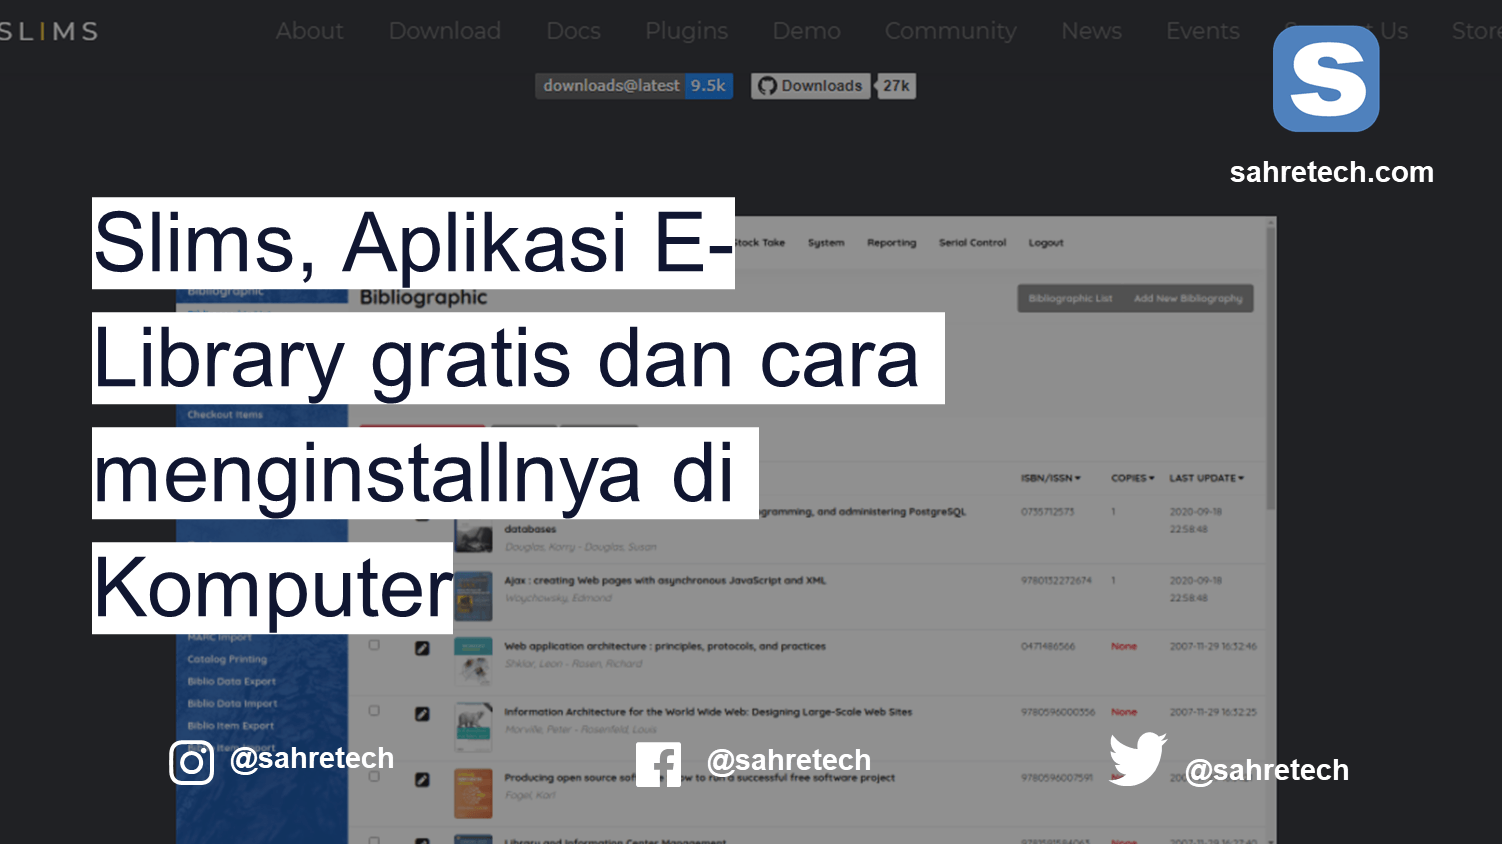 SLIMS
About Download Docs Plugins Demo Community News Events Us Store
downloads@latest 9.5k Downloads 27k
S
sahretech.com
Slims, Aplikasi E-
Library gratis dan cara
menginstallnya di
Komputer
Stock Take System Reporting Serial Control Logout
Bibliographic
Bibliographic
Bibliographic List Add New Bibliography
Checkout Items
ISBN/ISSN COPIES LAST UPDATE
and administering PostgreSQL 0735712573 1 2020-09-18
databases 22:58:48
Douglas, Korry - Douglas, Susan
Ajax : creating Web pages with asynchronous JavaScript and XML 9780132272674 1 2020-09-18
Woychowsky, Edmond 22:58:48
MARC Import
Web application architecture : principles, protocols, and practices 0471486566 None 2007-11-29 16:32:46
Catalog Printing
Shklar, Leon - Rosen, Richard
Biblio Data Export
Biblio Data Import
Information Architecture for the World Wide Web: Designing Large-Scale Web Sites 9780596000356 None 2007-11-29 16:32:25
Biblio Item Export
Morville, Peter - Rosenfeld, Louis
@sahretech @sahretech @sahretech
Producing open source to run a successful free software project 9780596007591
Fogel, Karl
Library and Information Center Management